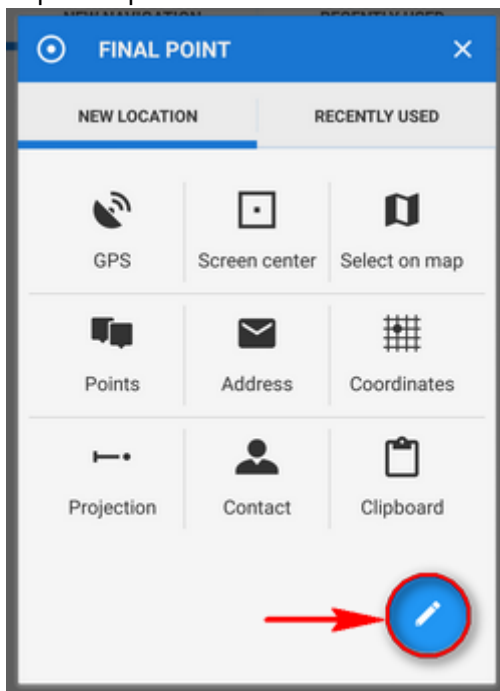 FINAL POINT
NEW LOCATION RECENTLY USED
GPS Screen center Select on map
Points Address Coordinates
Projection Contact Clipboard